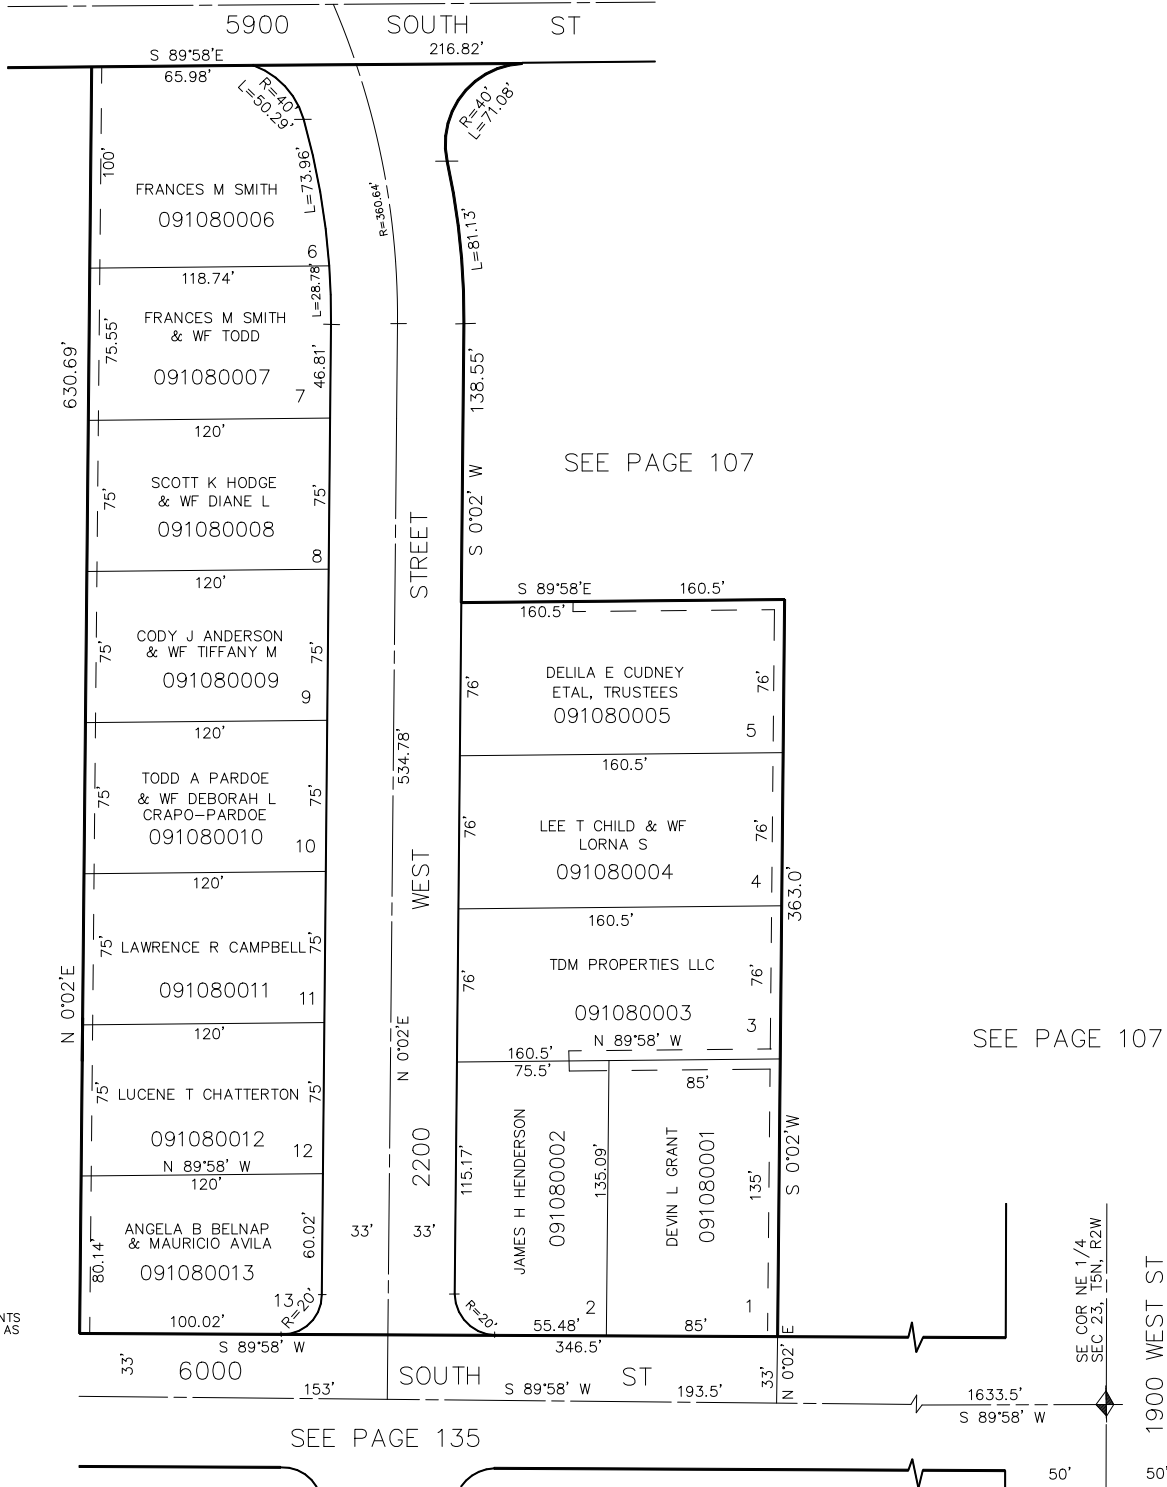 5900 SOUTH ST
S 89°58'E
216.82'
65.98'
R=40'
L=50.29'
R=40'
L=71.08'
100'
L=73.96'
R=360.64'
L=81.13'
FRANCES M SMITH
091080006
6
118.74'
L=28.78'
FRANCES M SMITH
& WF TODD
75.55'
46.81'
138.55'
630.69'
091080007
7
120'
SEE PAGE 107
SCOTT K HODGE
& WF DIANE L
75'
75'
S 0°02' W
091080008
8
STREET
120'
S 89°58'E
160.5'
160.5'
CODY J ANDERSON
& WF TIFFANY M
75'
75'
091080009
9
DELILA E CUDNEY
ETAL, TRUSTEES
76'
76'
091080005
5
120'
534.78'
160.5'
TODD A PARDOE
& WF DEBORAH L
CRAPO-PARDOE
75'
75'
091080010
10
LEE T CHILD & WF
LORNA S
76'
76'
091080004
4
363.0'
WEST
120'
160.5'
LAWRENCE R CAMPBELL
75'
75'
091080011
11
N 0°02'E
TDM PROPERTIES LLC
76'
76'
091080003
3
N 89°58' W
SEE PAGE 107
120'
N 0°02'E
160.5'
75.5'
85'
LUCENE T CHATTERTON
75'
75'
091080012
12
N 89°58' W
120'
2200
115.17'
JAMES H HENDERSON
091080002
135.09'
2
DEVIN L GRANT
091080001
135'
1
S 0°02'W
ANGELA B BELNAP
& MAURICIO AVILA
80.14'
60.02'
091080013
13
33'
33'
R=20'
R=20'
100.02'
55.48'
85'
S 89°58' W
346.5'
NTS
AS
33'
6000 SOUTH ST
153'
S 89°58' W
193.5'
33'
N 0°02' E
SE COR NE 1/4
SEC 23, T5N, R2W
1900 WEST ST
1633.5'
S 89°58' W
SEE PAGE 135
50'
50'